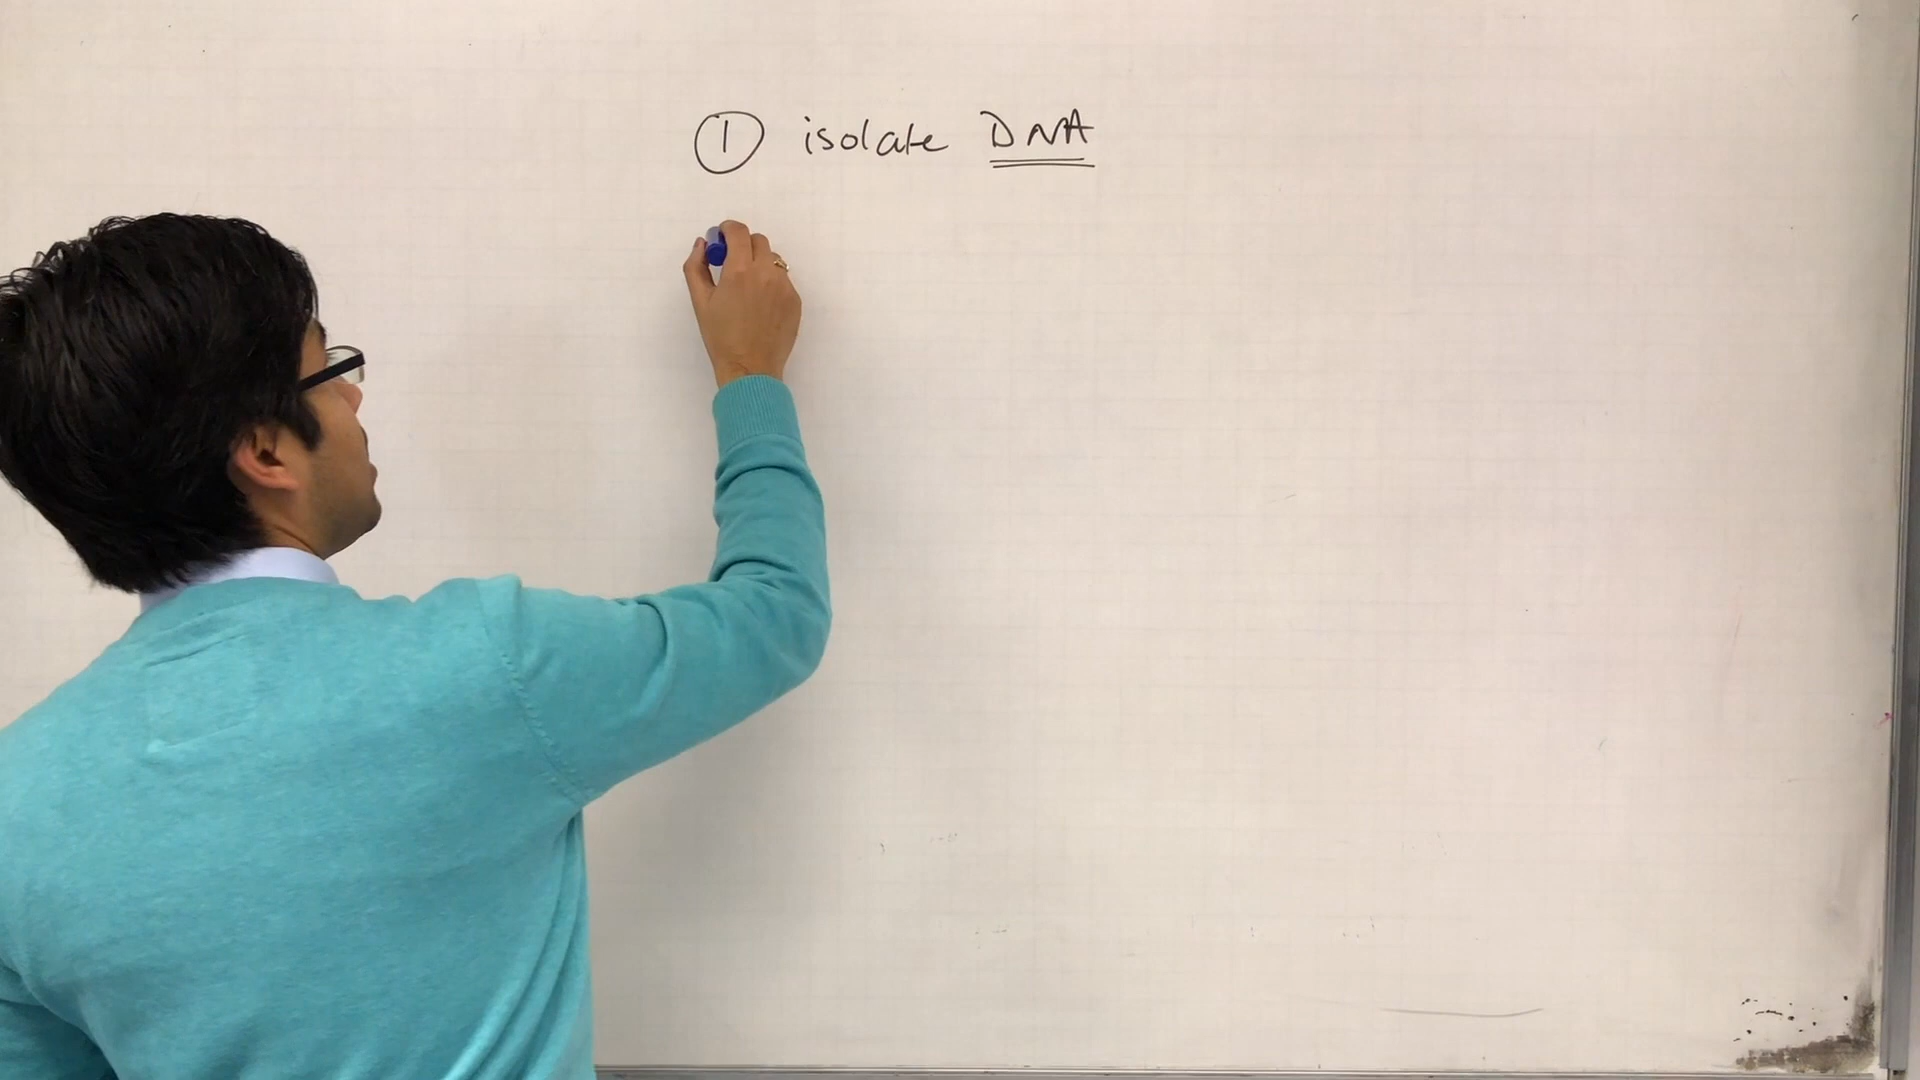 ① isolate DNA